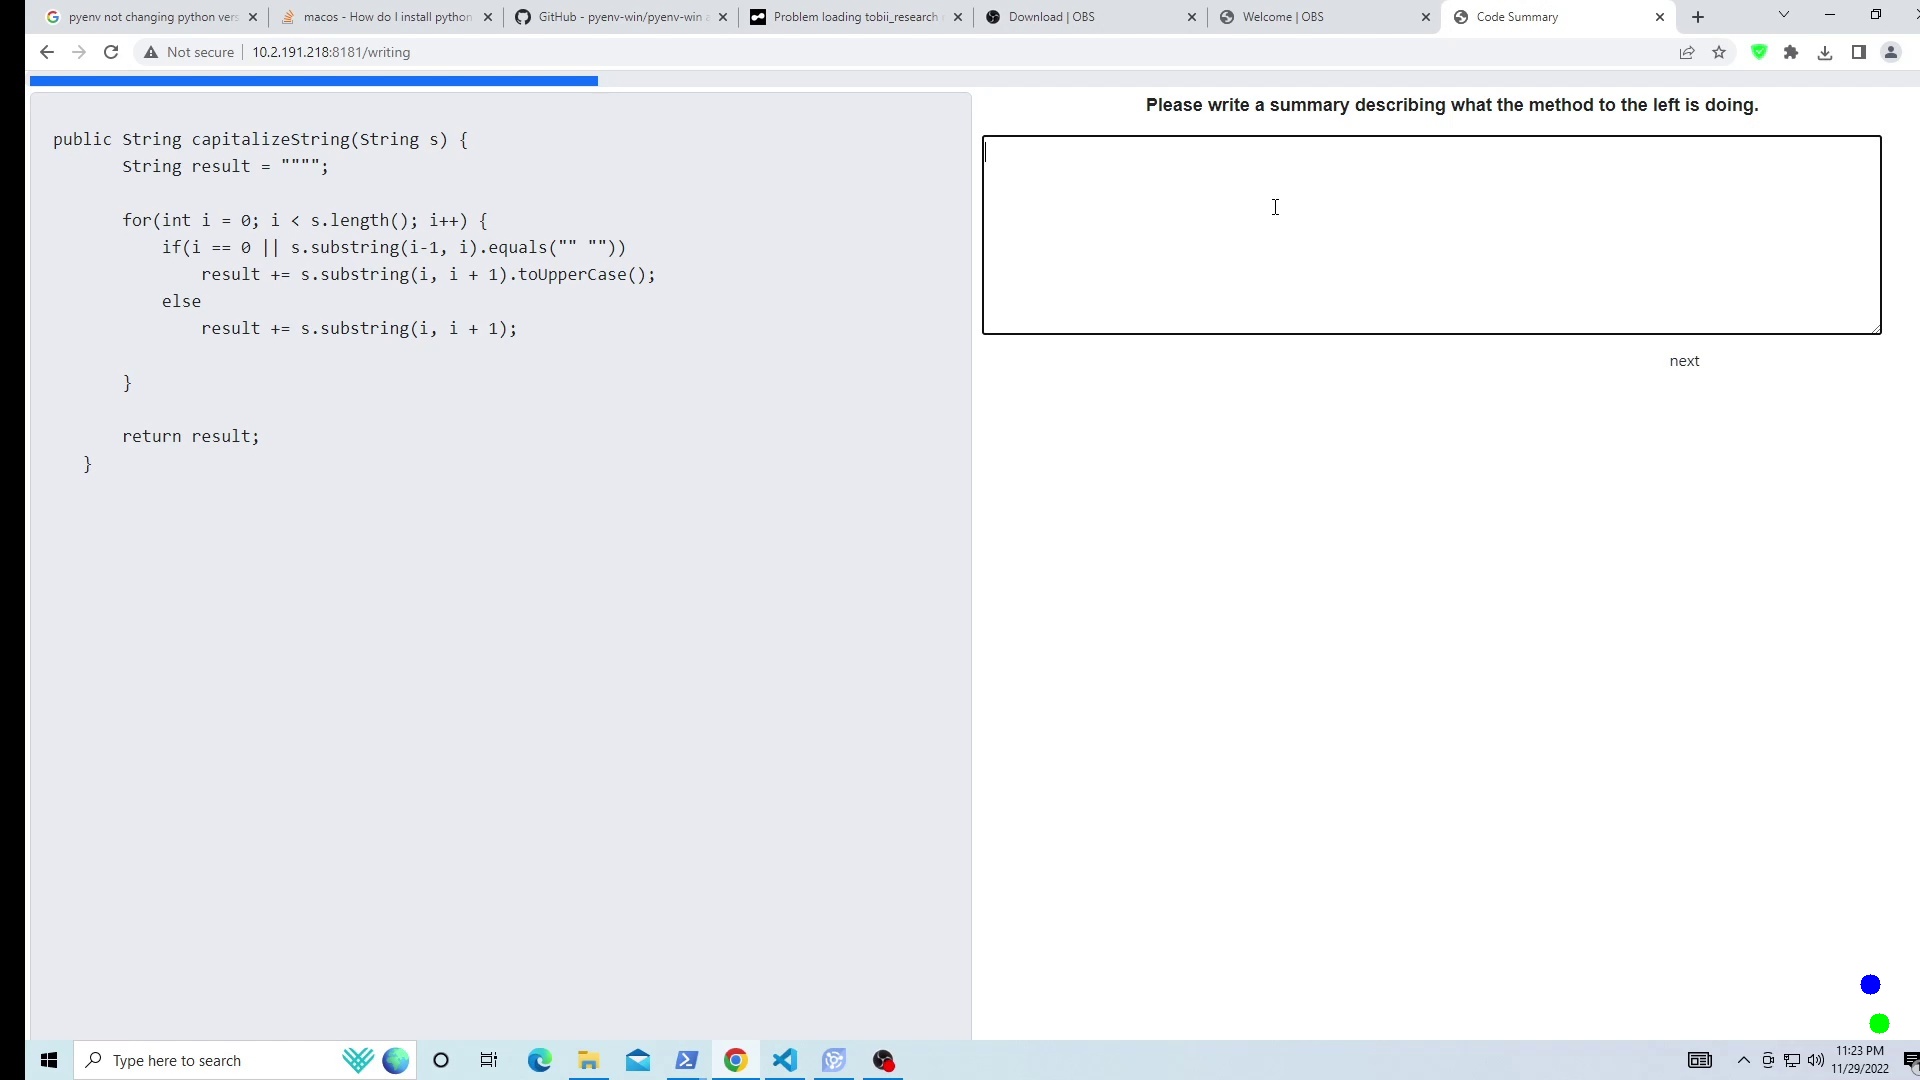 pyenv not changing python vers
macos - How do I install python
GitHub - pyenv-win/pyenv-win a
Problem loading tobii_research
Download | OBS
Welcome | OBS
Code Summary
Not secure
10.2.191.218:8181/writing
public String capitalizeString(String s) {
String result = """";
for(int i = 0; i < s.length(); i++) {
if(i == 0 || s.substring(i-1, i).equals("" ""))
result += s.substring(i, i + 1).toUpperCase();
else
result += s.substring(i, i + 1);
}
return result;
}
Please write a summary describing what the method to the left is doing.
next
Type here to search
11:23 PM
11/29/2022